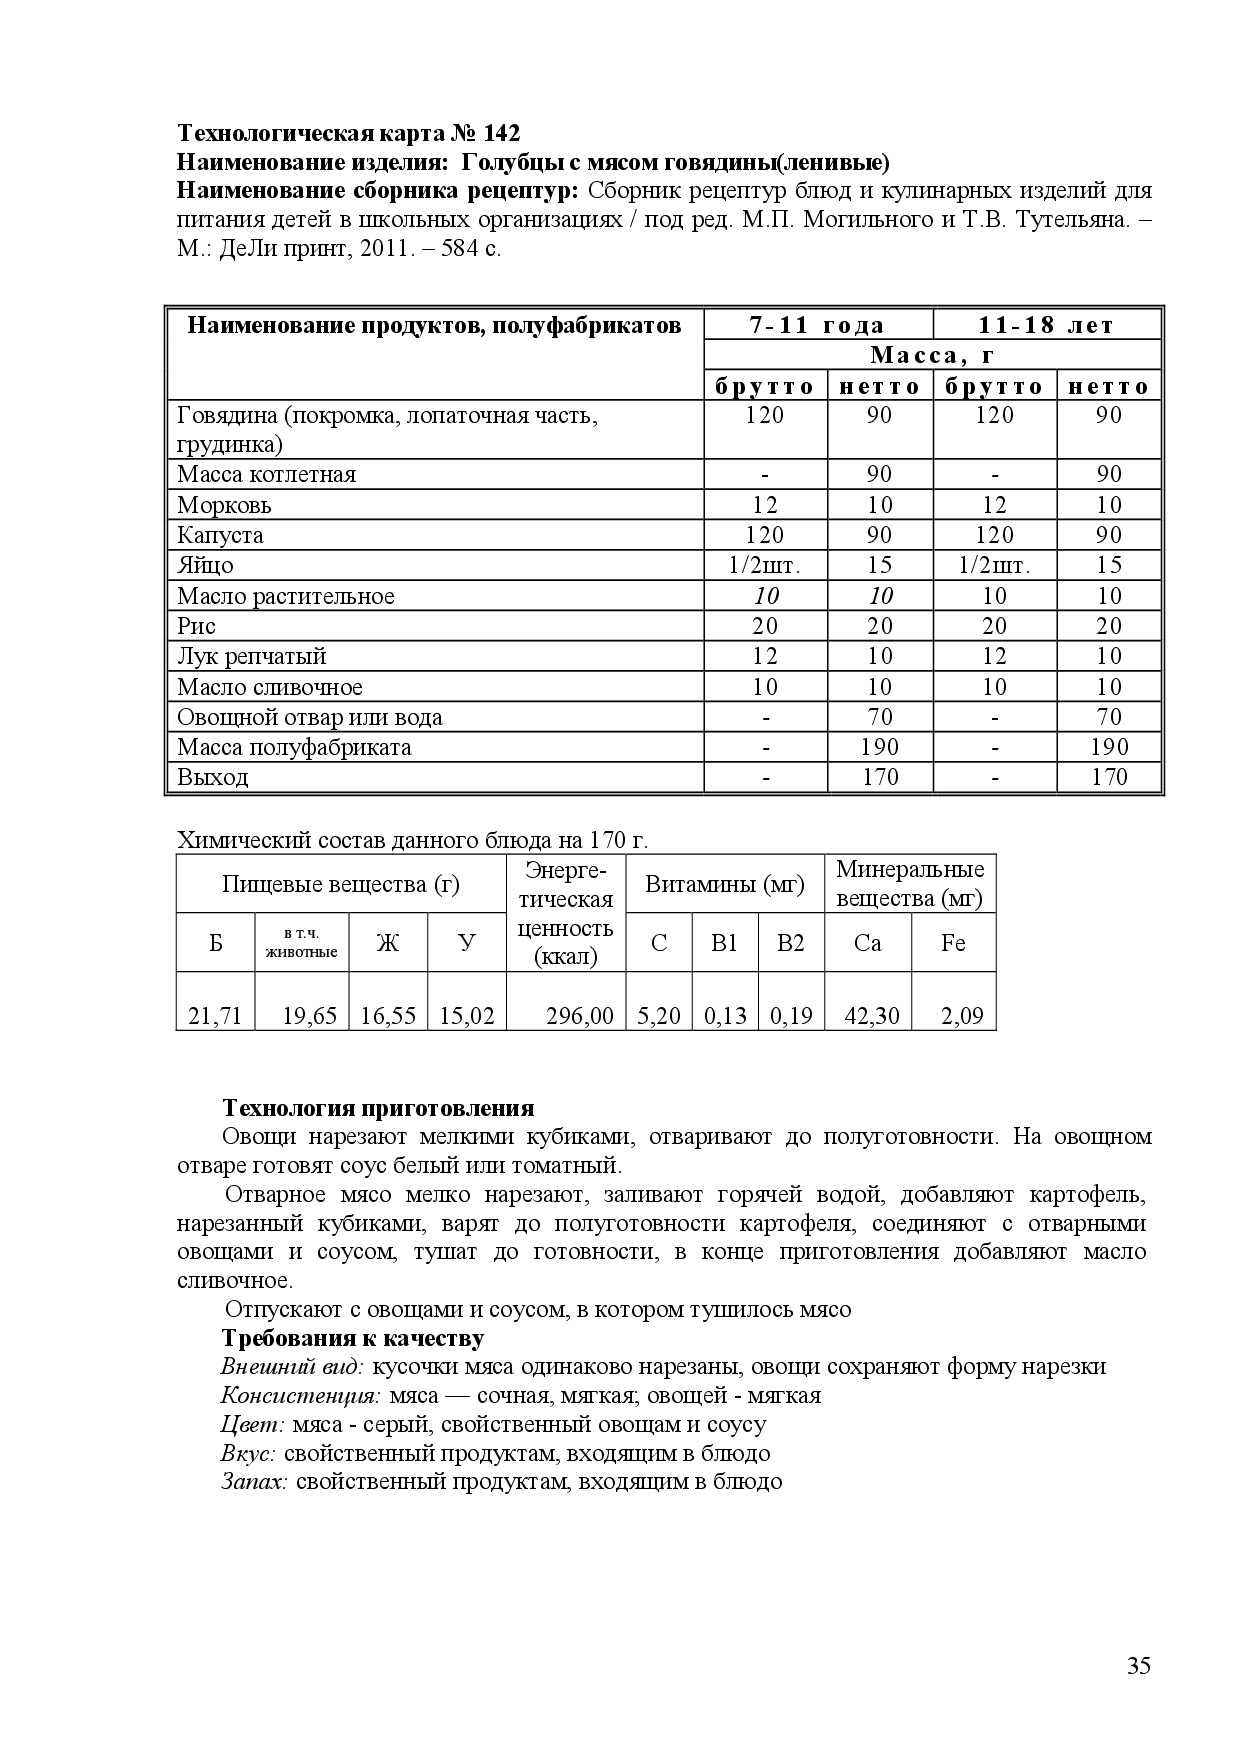 Технологическая карта № 142
Наименование изделия: Голубцы с мясом говядины(ленивые)
Наименование сборника рецептур: Сборник рецептур блюд и кулинарных изделий для
питания детей в школьных организациях / под ред. М.П. Могильного и Т.В. Тутельяна. –
М.: ДеЛи принт, 2011. – 584 с.
Наименование продуктов, полуфабрикатов 7-11 года 11-18 лет
Масса, г
брутто нетто брутто нетто
Говядина (покромка, лопаточная часть, 120 90 120 90
грудинка)
Масса котлетная - 90 - 90
Морковь 12 10 12 10
Капуста 120 90 120 90
Яйцо 1/2шт. 15 1/2шт. 15
Масло растительное 10 10 10 10
Рис 20 20 20 20
Лук репчатый 12 10 12 10
Масло сливочное 10 10 10 10
Овощной отвар или вода - 70 - 70
Масса полуфабриката - 190 - 190
Выход - 170 - 170
Химический состав данного блюда на 170 г.
Пищевые вещества (г) Энерге-
тическая
ценность
(ккал) Витамины (мг) Минеральные
вещества (мг)
Б в т.ч.
животные Ж У С В1 В2 Ca Fe
21,71 19,65 16,55 15,02 296,00 5,20 0,13 0,19 42,30 2,09
Технология приготовления
Овощи нарезают мелкими кубиками, отваривают до полуготовности. На овощном
отваре готовят соус белый или томатный.
Отварное мясо мелко нарезают, заливают горячей водой, добавляют картофель,
нарезанный кубиками, варят до полуготовности картофеля, соединяют с отварными
овощами и соусом, тушат до готовности, в конце приготовления добавляют масло
сливочное.
Отпускают с овощами и соусом, в котором тушилось мясо
Требования к качеству
Внешний вид: кусочки мяса одинаково нарезаны, овощи сохраняют форму нарезки
Консистенция: мяса — сочная, мягкая; овощей - мягкая
Цвет: мяса - серый, свойственный овощам и соусу
Вкус: свойственный продуктам, входящим в блюдо
Запах: свойственный продуктам, входящим в блюдо
35